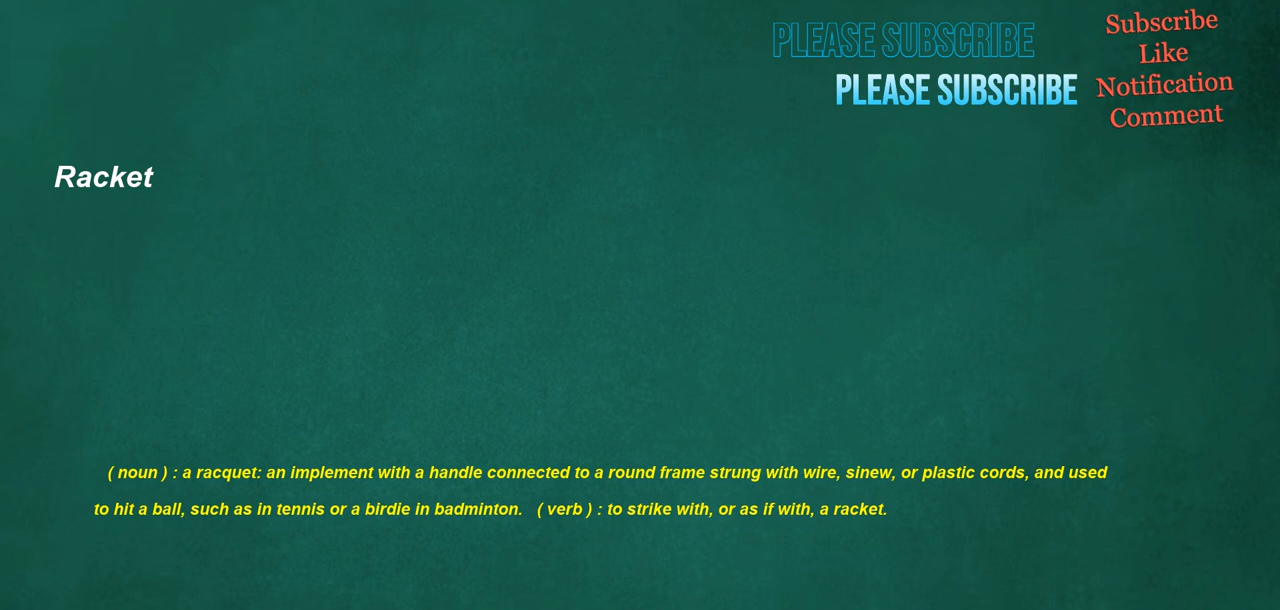 PLEASE SUBSCRIBE
PLEASE SUBSCRIBE
Subscribe
Like
Notification
Comment
Racket
( noun ) : a racquet: an implement with a handle connected to a round frame strung with wire, sinew, or plastic cords, and used
to hit a ball, such as in tennis or a birdie in badminton.   ( verb ) : to strike with, or as if with, a racket.